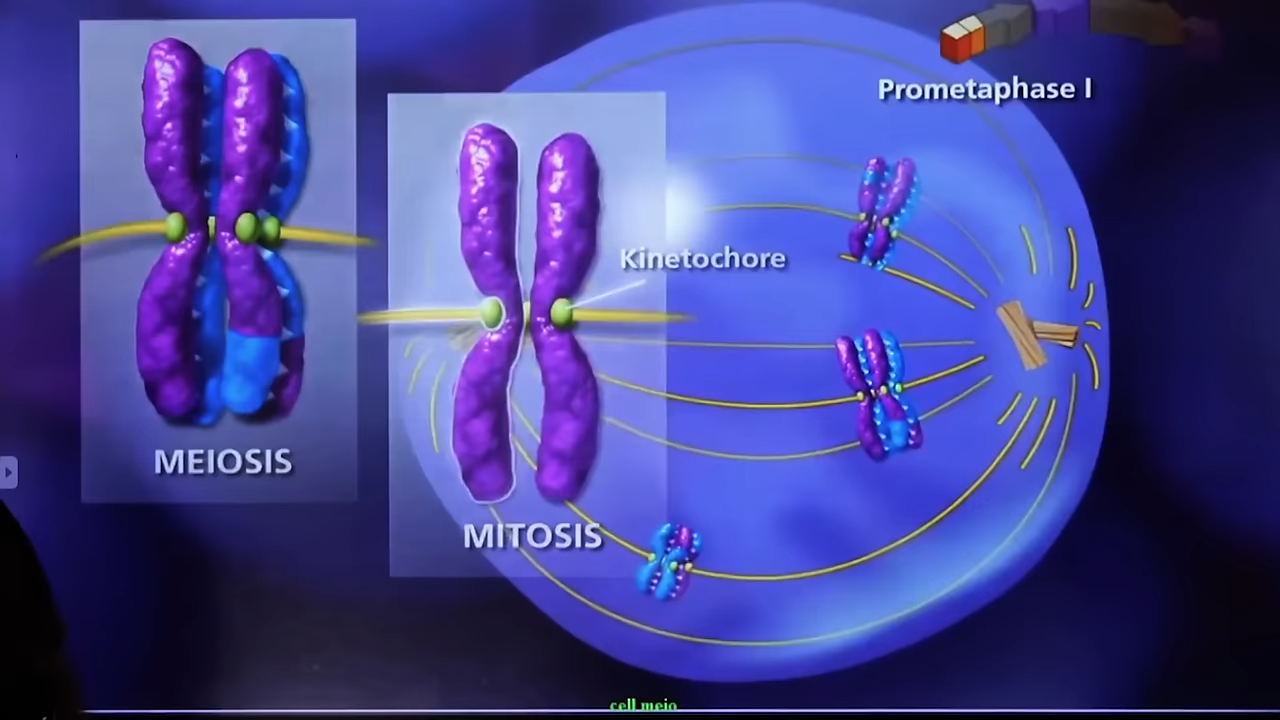 Prometaphase I
Kinetochore
MEIOSIS
MITOSIS
cell meio